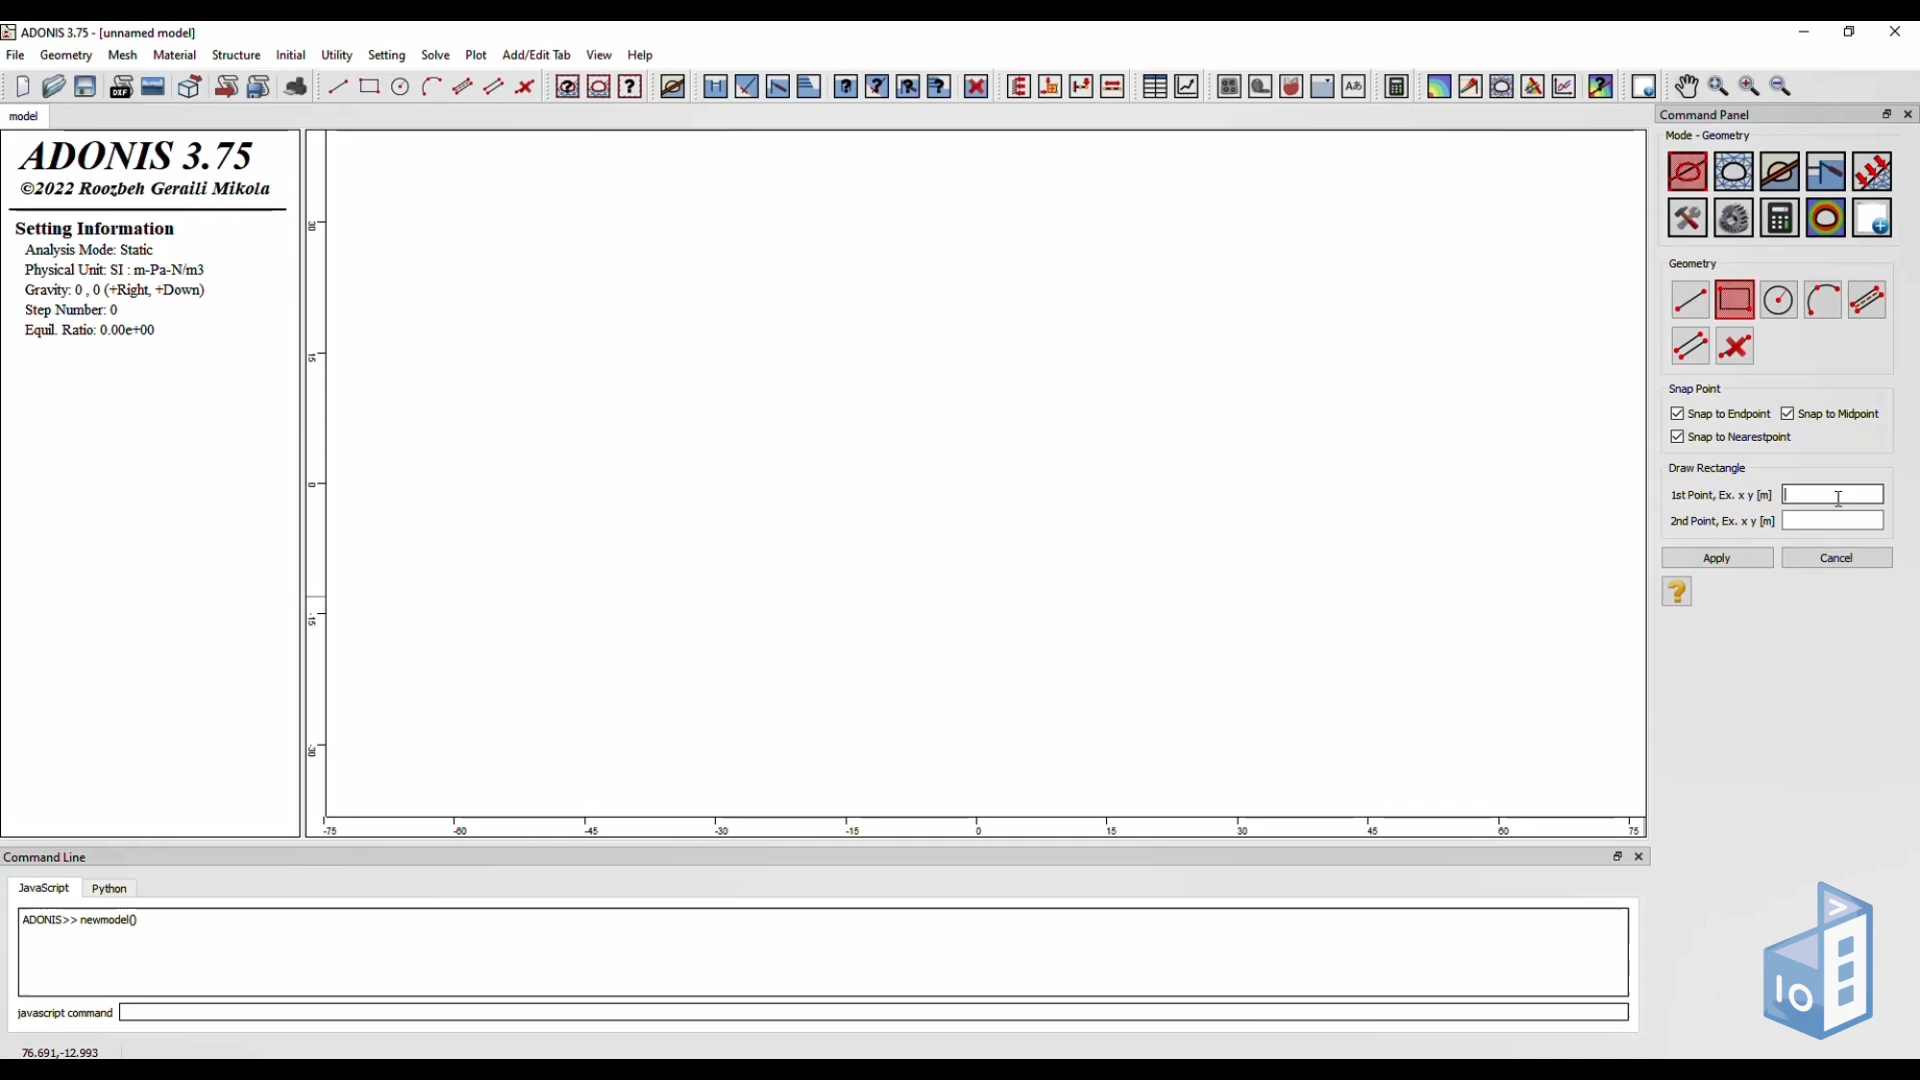 ADONIS 3.75 - [unnamed model]
File Geometry Mesh Material Structure Initial Utility Setting Solve Plot Add/Edit Tab View Help
model
Command Panel
ADONIS 3.75
©2022 Roozbeh Geraili Mikola
Setting Information
Analysis Mode: Static
Physical Unit: SI : m-Pa-N/m3
Gravity: 0 , 0 (+Right, +Down)
Step Number: 0
Equil. Ratio: 0.00e+00
30
15
0
-15
-30
-75 -60 -45 -30 -15 0 15 30 45 60 75
Mode - Geometry
Geometry
Snap Point
Snap to Endpoint Snap to Midpoint
Snap to Nearestpoint
Draw Rectangle
1st Point, Ex. x y [m]
2nd Point, Ex. x y [m]
Apply Cancel
?
Command Line
JavaScript Python
ADONIS>> newmodel()
javascript command
76.691,-12.993